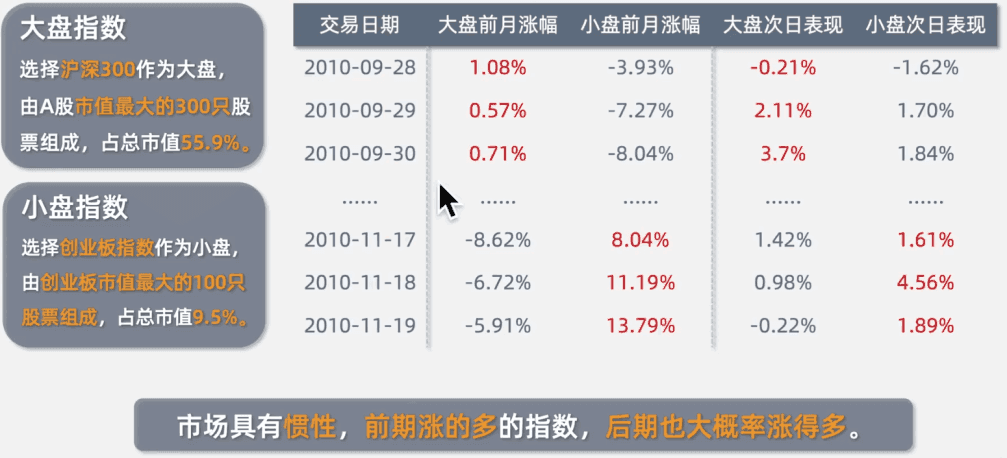 大盘指数
选择沪深300作为大盘，
由A股市值最大的300只股
票组成，占总市值55.9%。
小盘指数
选择创业板指数作为小盘，
由创业板市值最大的100只
股票组成，占总市值9.5%。
交易日期 大盘前月涨幅 小盘前月涨幅 大盘次日表现 小盘次日表现
2010-09-28 1.08% -3.93% -0.21% -1.62%
2010-09-29 0.57% -7.27% 2.11% 1.70%
2010-09-30 0.71% -8.04% 3.7% 1.84%
...... ...... ...... ...... ......
2010-11-17 -8.62% 8.04% 1.42% 1.61%
2010-11-18 -6.72% 11.19% 0.98% 4.56%
2010-11-19 -5.91% 13.79% -0.22% 1.89%
市场具有惯性，前期涨的多的指数，后期也大概率涨得多。